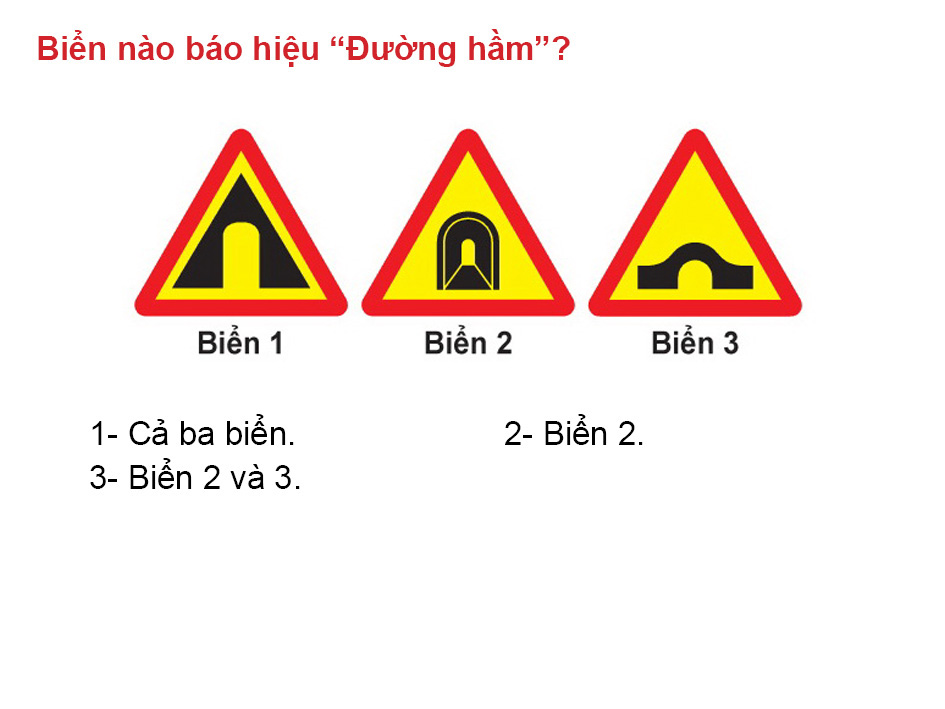 Biển nào báo hiệu “Đường hầm”?
Biển 1 Biển 2 Biển 3
1- Cả ba biển. 2- Biển 2.
3- Biển 2 và 3.